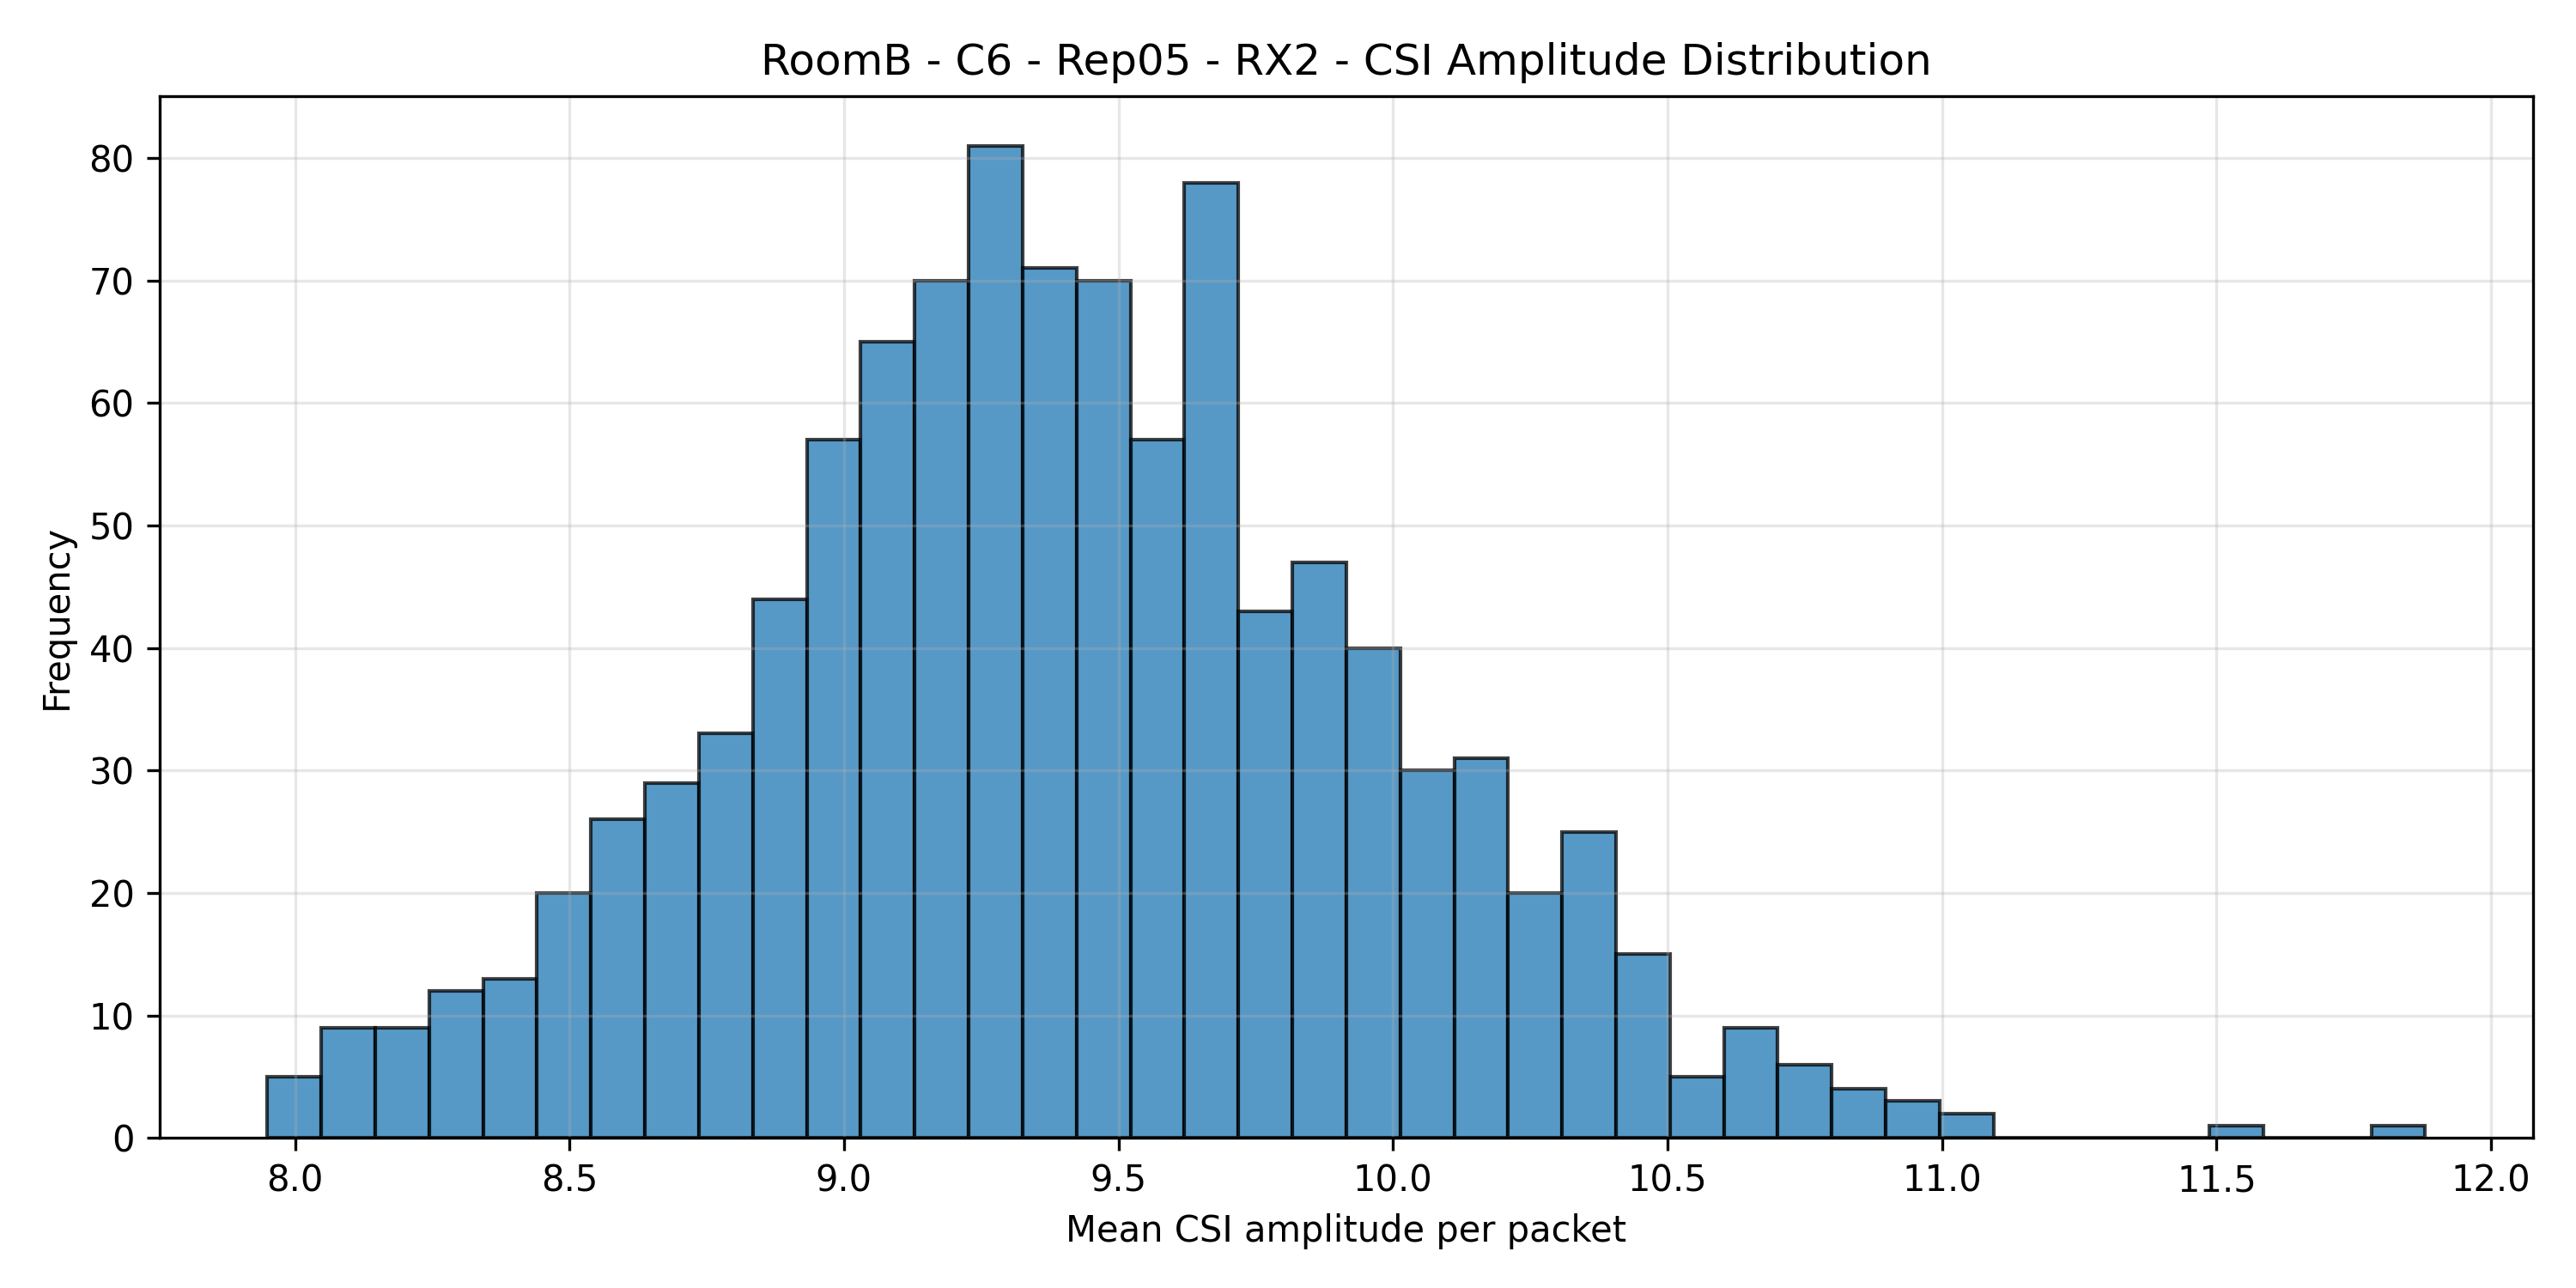 RoomB - C6 - Rep05 - RX2 - CSI Amplitude Distribution
Frequency
80
70
60
50
40
30
20
10
0
8.0 8.5 9.0 9.5 10.0 10.5 11.0 11.5 12.0
Mean CSI amplitude per packet